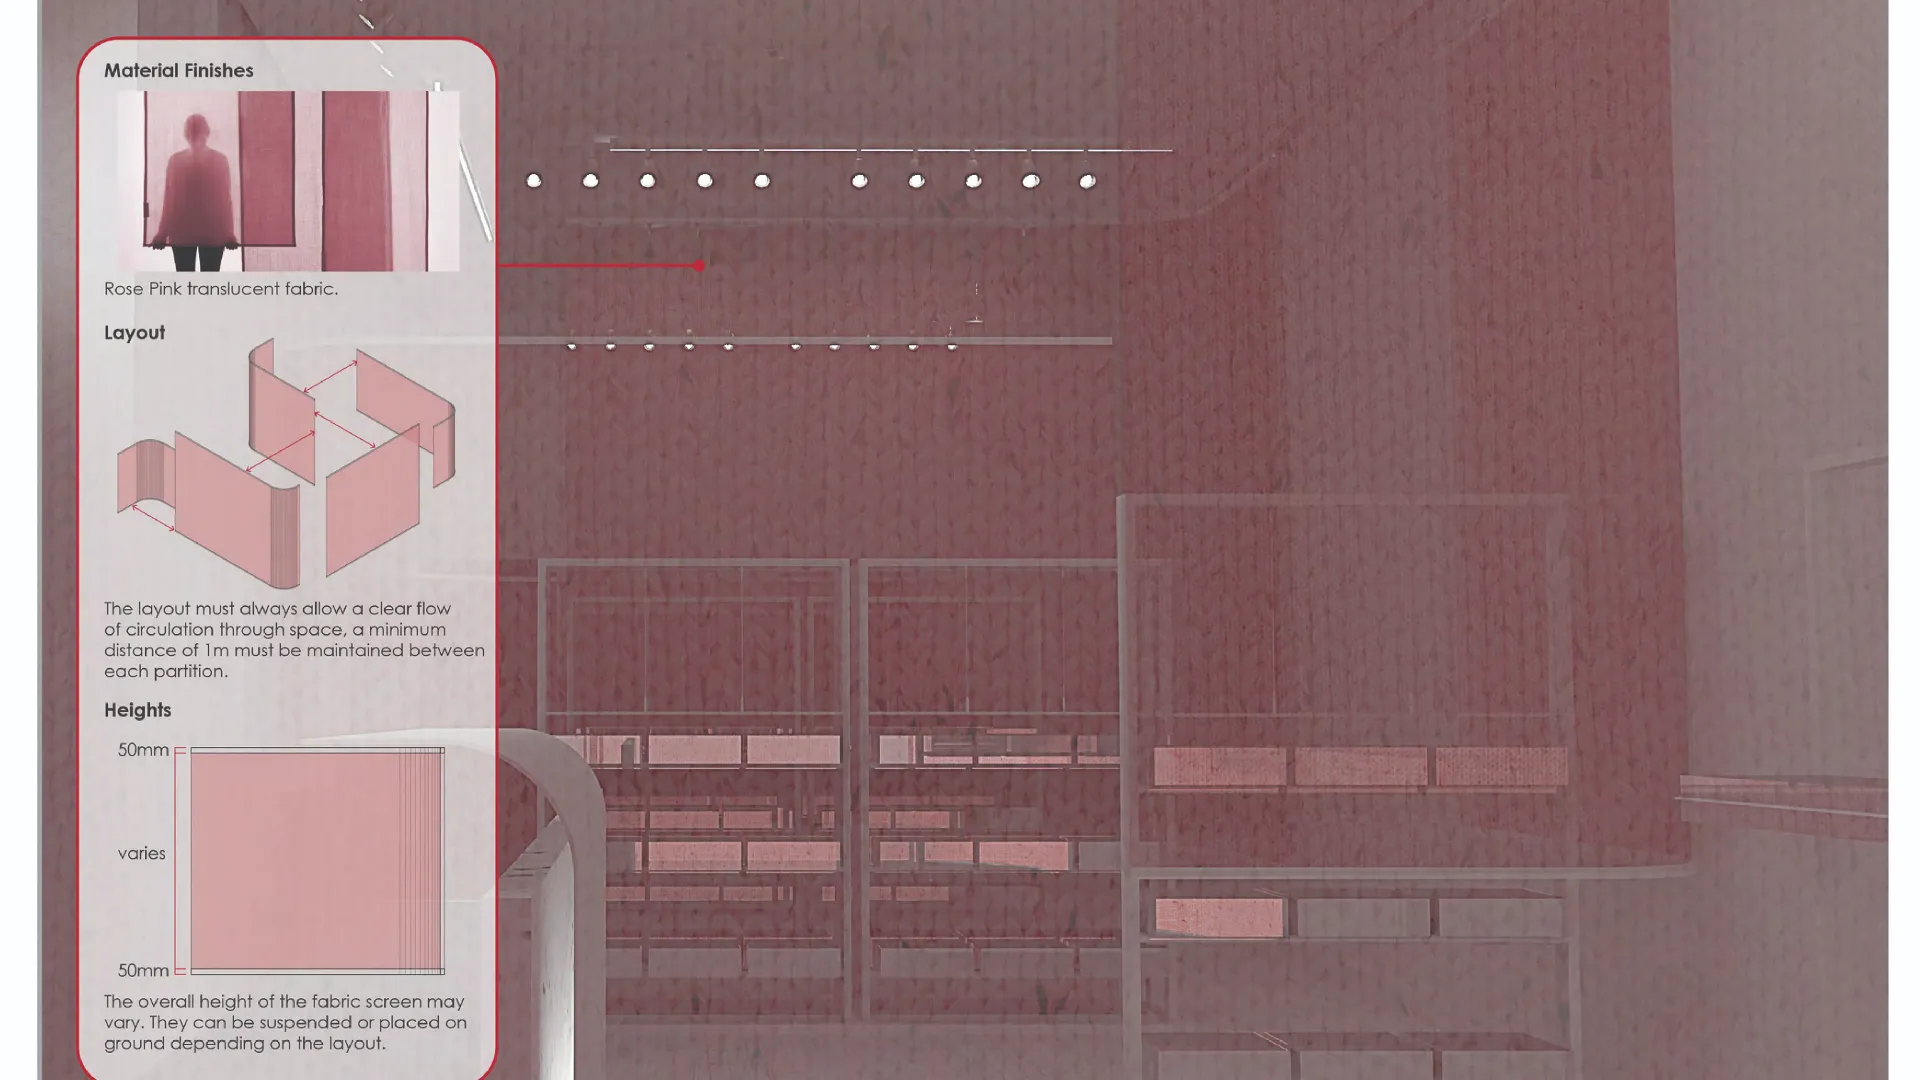 Material Finishes
Rose Pink translucent fabric.
Layout
The layout must always allow a clear flow
of circulation through space, a minimum
distance of 1m must be maintained between
each partition.
Heights
50mm
varies
50mm
The overall height of the fabric screen may
vary. They can be suspended or placed on
ground depending on the layout.